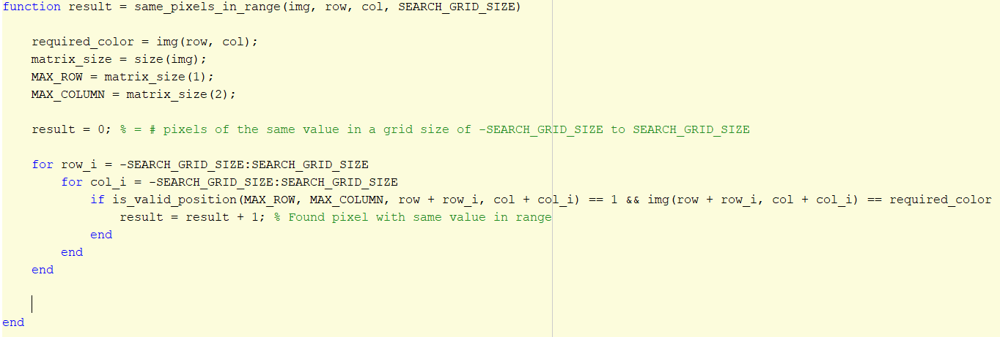 function result = same_pixels_in_range(img, row, col, SEARCH_GRID_SIZE)
required_color = img(row, col);
matrix_size = size(img);
MAX_ROW = matrix_size(1);
MAX_COLUMN = matrix_size(2);
result = 0; % = # pixels of the same value in a grid size of -SEARCH_GRID_SIZE to SEARCH_GRID_SIZE
for row_i = -SEARCH_GRID_SIZE:SEARCH_GRID_SIZE
for col_i = -SEARCH_GRID_SIZE:SEARCH_GRID_SIZE
if is_valid_position(MAX_ROW, MAX_COLUMN, row + row_i, col + col_i) == 1 && img(row + row_i, col + col_i) == required_color
result = result + 1; % Found pixel with same value in range
end
end
end
end